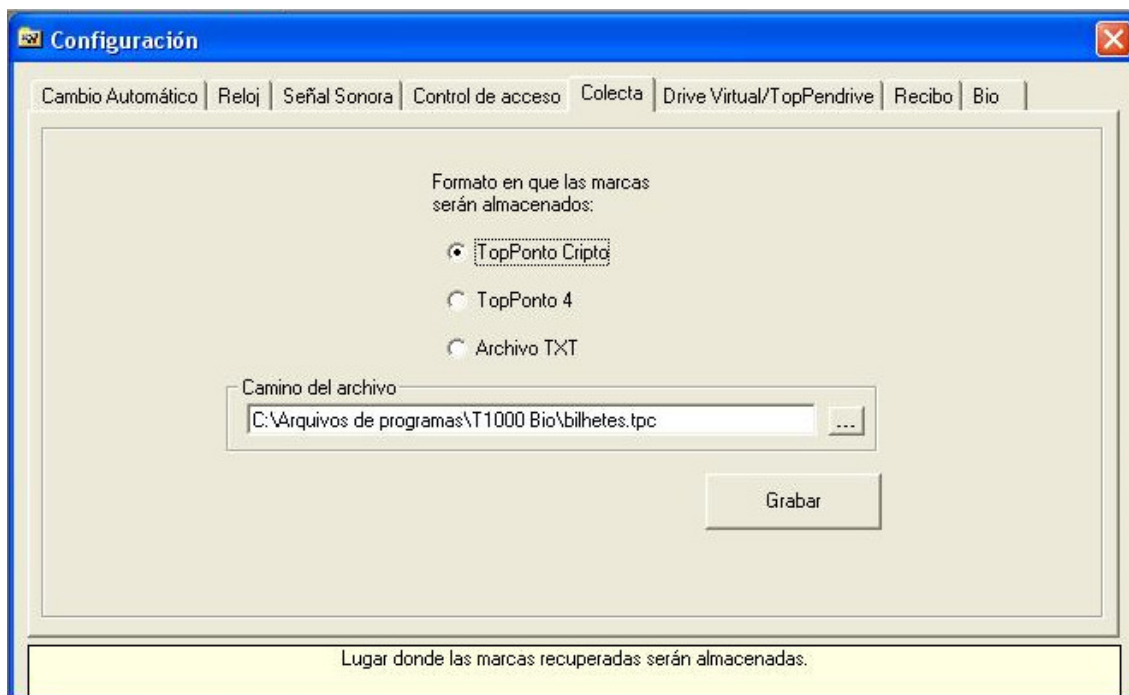 Configuración
Cambio Automático Reloj Señal Sonora Control de acceso Colecta Drive Virtual/TopPendrive Recibo Bio
Formato en que las marcas
serán almacenados:
TopPonto Cripto
TopPonto 4
Archivo TXT
Camino del archivo
C:\Arquivos de programas\T1000 Bio\bilhetes.tpc ...
Grabar
Lugar donde las marcas recuperadas serán almacenadas.